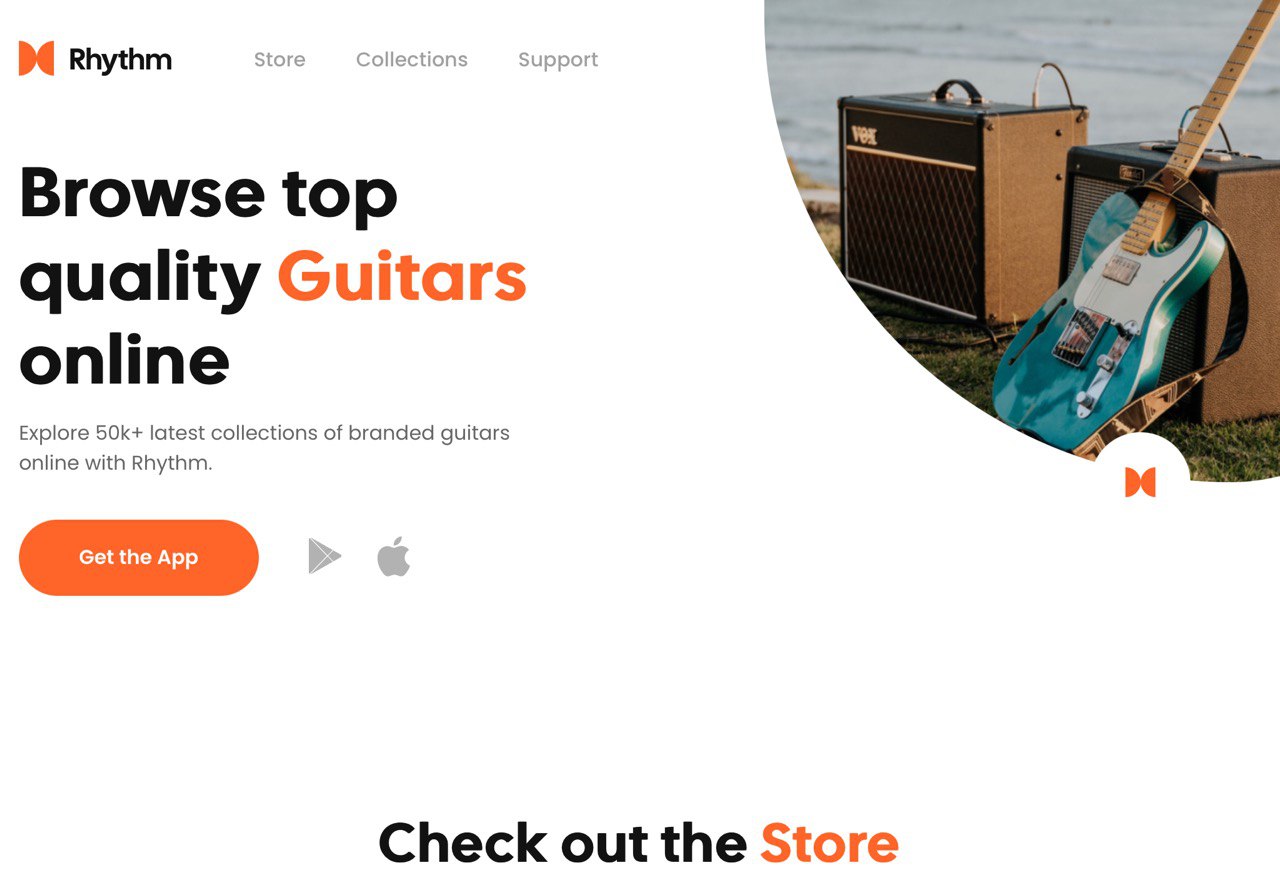 Rhythm
Store
Collections
Support
Browse top
quality Guitars
online
Explore 50k+ latest collections of branded guitars
online with Rhythm.
Get the App
VOX
Fender
Check out the Store